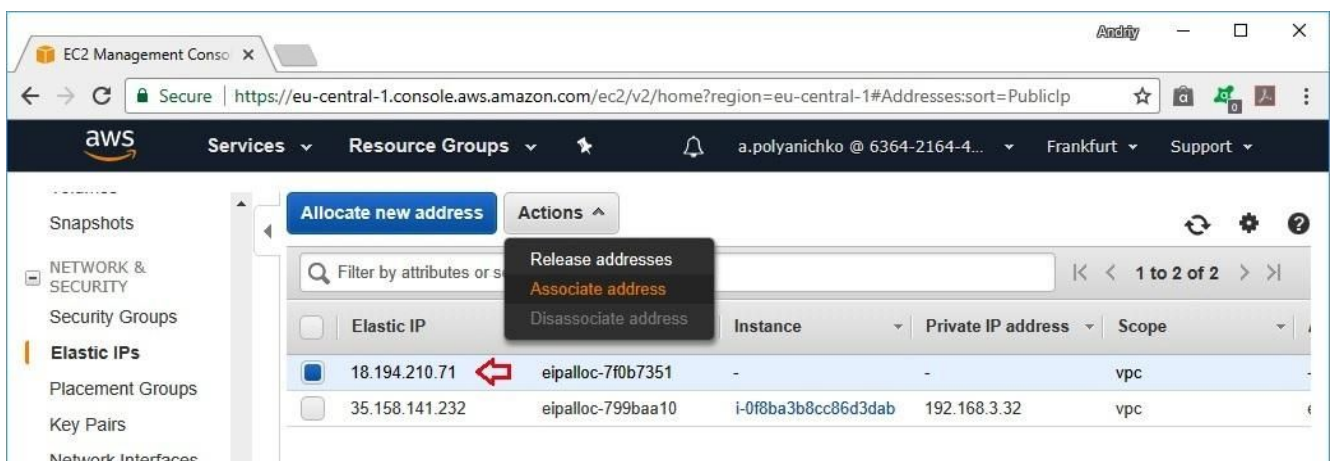 Andriy
EC2 Management Conso
Secure https://eu-central-1.console.aws.amazon.com/ec2/v2/home?region=eu-central-1#Addresses:sort=PublicIp
aws Services Resource Groups a.polyanichko @ 6364-2164-4... Frankfurt Support
Snapshots
NETWORK &
SECURITY
Security Groups
Elastic IPs
Placement Groups
Key Pairs
Network Interfaces
Allocate new address Actions
Release addresses
Associate address
Disassociate address
Filter by attributes or s 1 to 2 of 2
Elastic IP Instance Private IP address Scope
18.194.210.71 eipalloc-7f0b7351 - - vpc -
35.158.141.232 eipalloc-799baa10 i-0f8ba3b8cc86d3dab 192.168.3.32 vpc